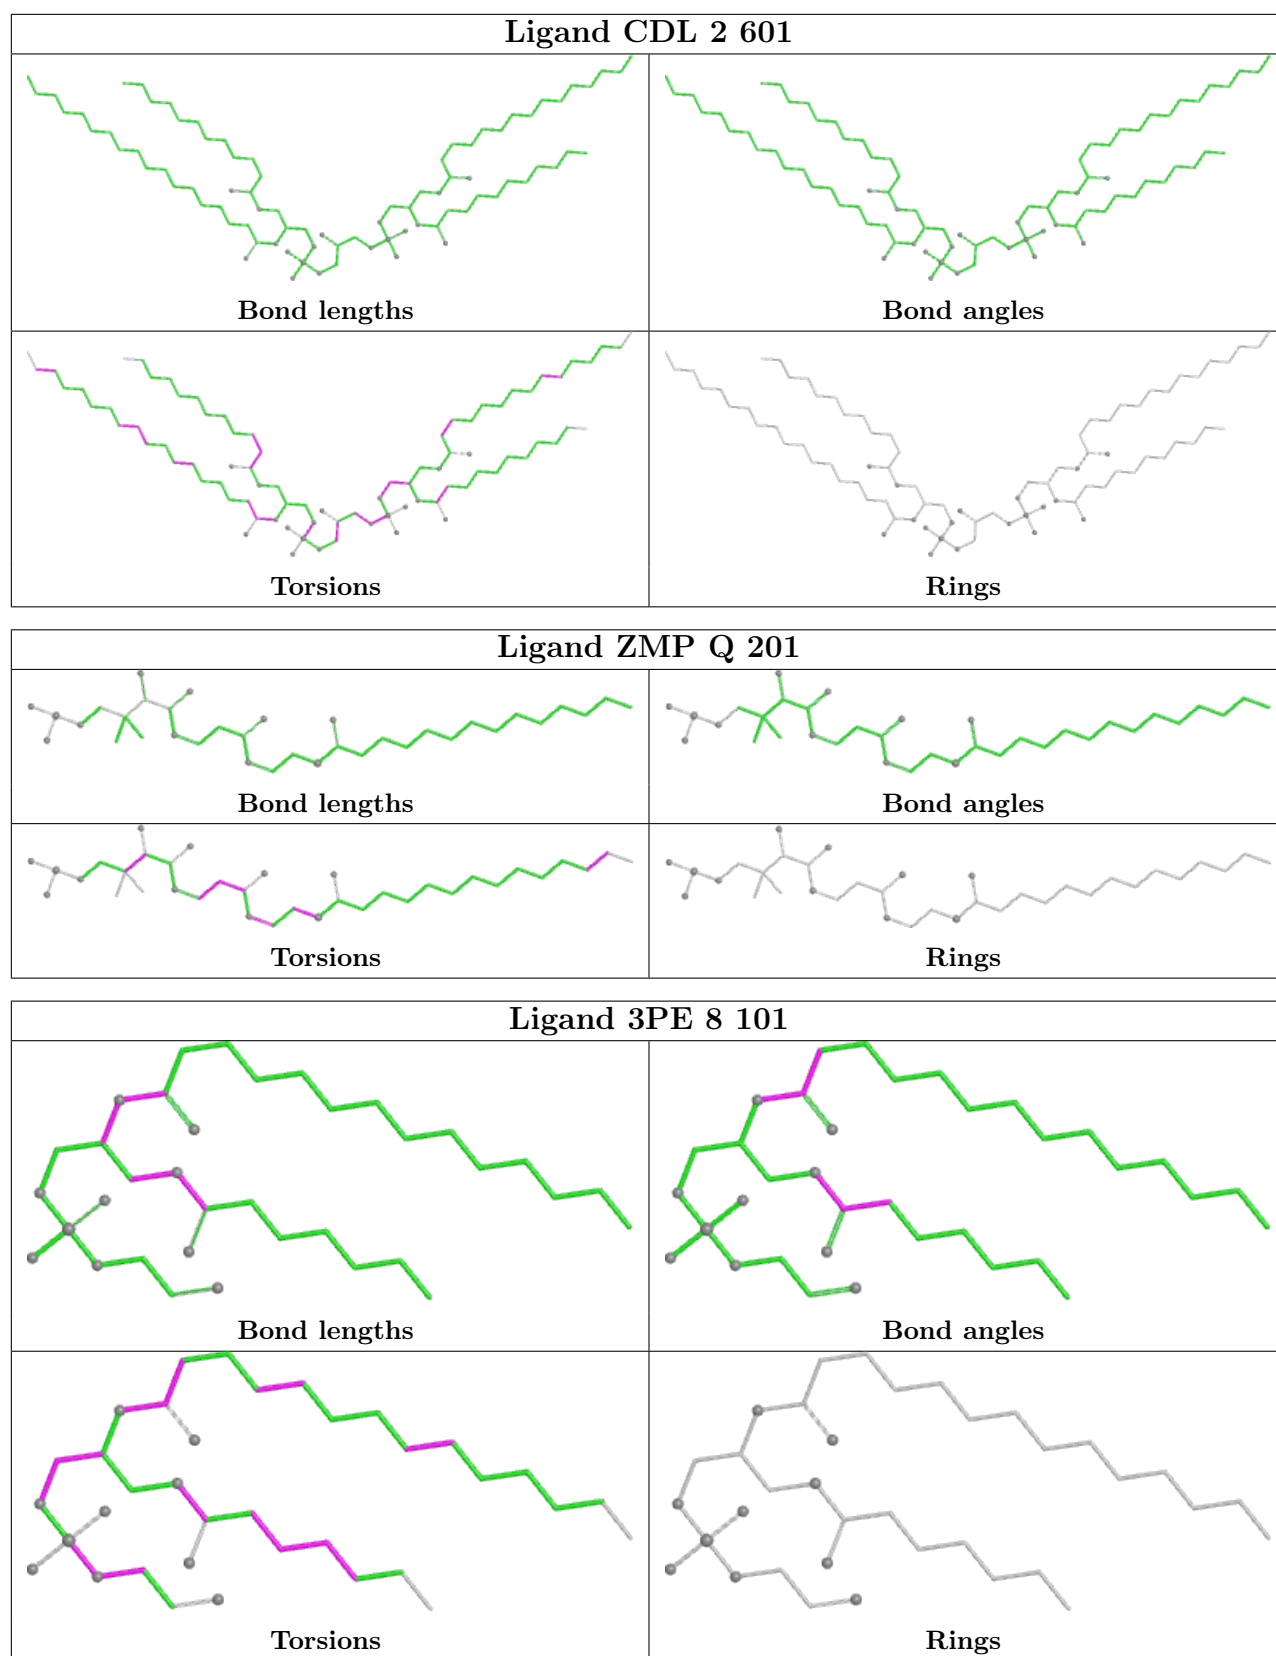 Ligand CDL 2 601
Bond lengths
Bond angles
Torsions
Rings
Ligand ZMP Q 201
Bond lengths
Bond angles
Torsions
Rings
Ligand 3PE 8 101
Bond lengths
Bond angles
Torsions
Rings